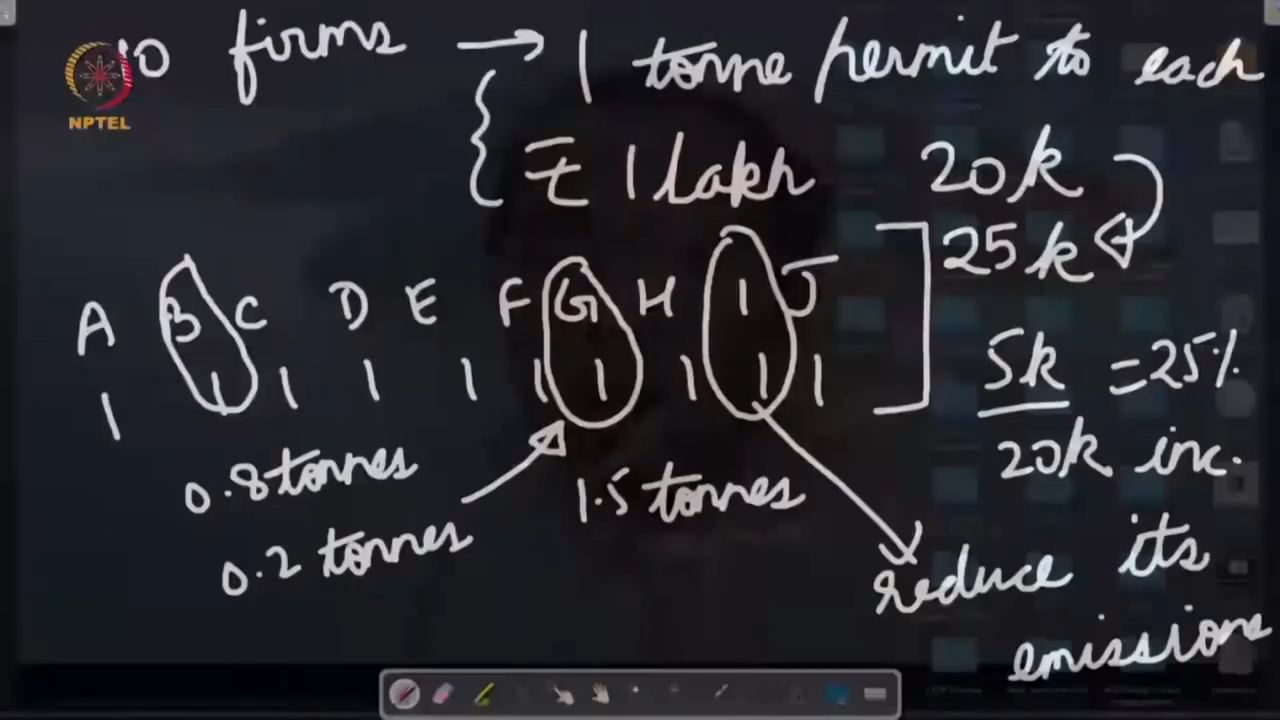 10 firms → 1 tonne permit to each
NPTEL
₹ 1 lakh 20k
25k
A B C D E F G H I J
1 1 1 1 1 1 1 1 1 1
5k = 25%
20k inc.
0.8 tonnes
1.5 tonnes
0.2 tonnes
reduce its
emissions